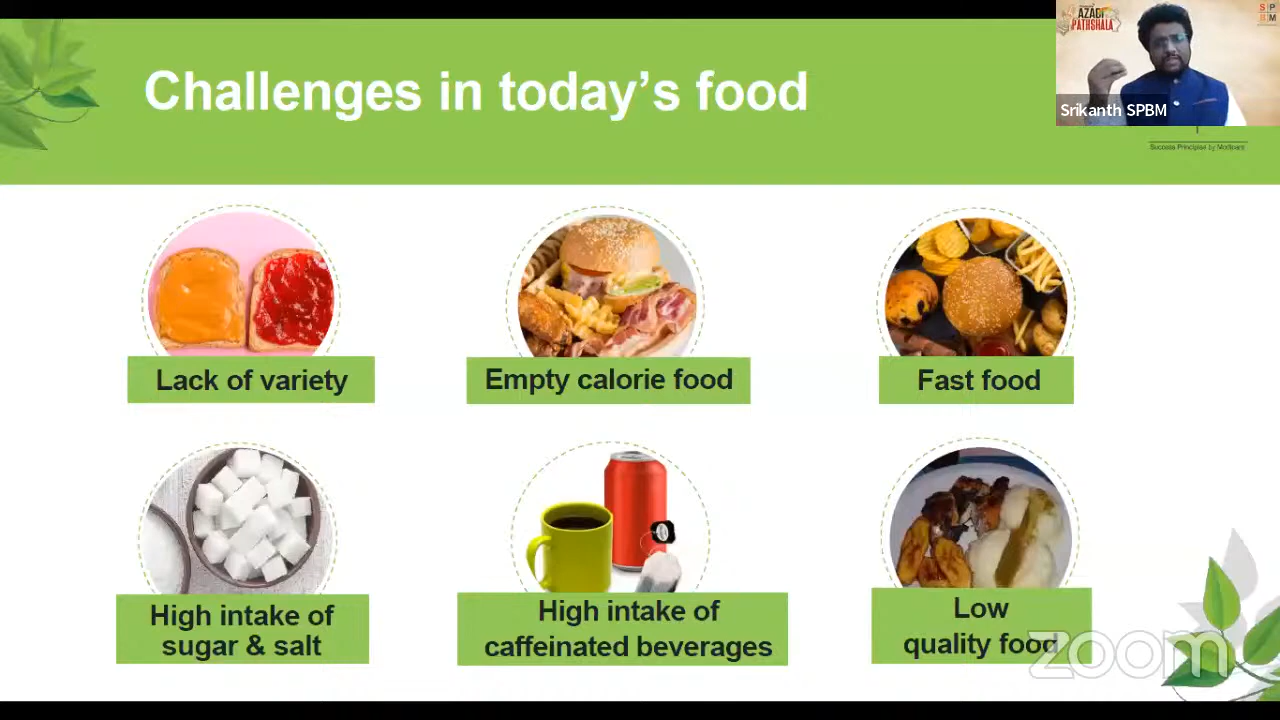 Challenges in today's food
AZADI
PATHSHALA
S P
B M
Srikanth SPBM
Success Principles by Modicare
Lack of variety
Empty calorie food
Fast food
High intake of
sugar & salt
High intake of
caffeinated beverages
Low
quality food
zoom